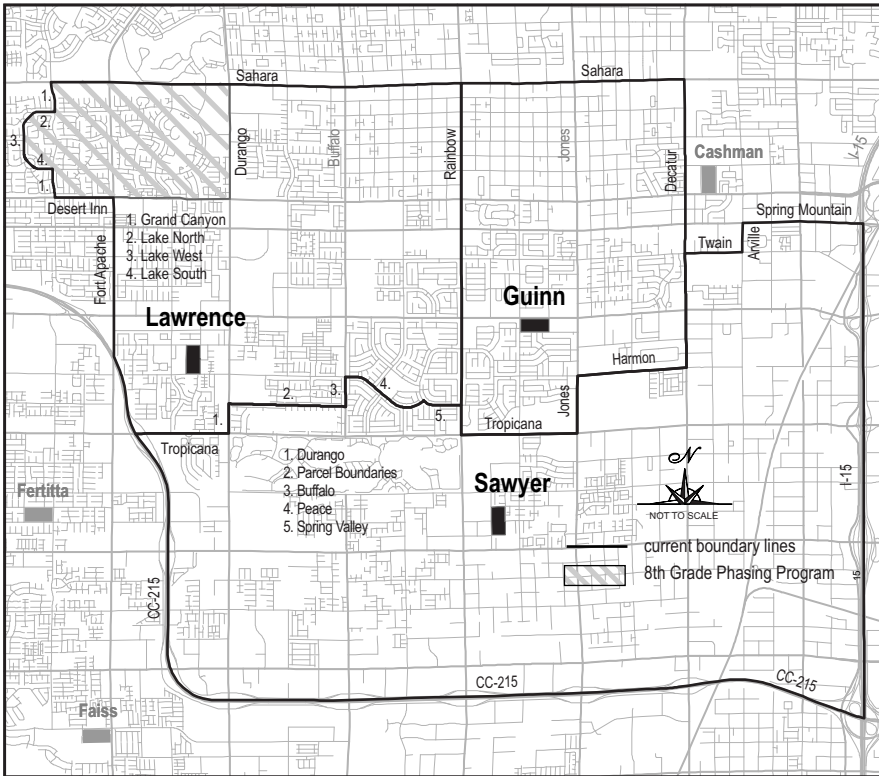 Sahara
Sahara
1.
2.
3.
4.
1.
Durango
Buffalo
Rainbow
Jones
Decatur
Cashman
I-15
Desert Inn
Spring Mountain
1. Grand Canyon
2. Lake North
3. Lake West
4. Lake South
Fort Apache
Twain
Arville
Lawrence
Guinn
Harmon
1.
2.
3.
4.
5.
Jones
Tropicana
Tropicana
1. Durango
2. Parcel Boundaries
3. Buffalo
4. Peace
5. Spring Valley
Fertitta
Sawyer
N
NOT TO SCALE
I-15
current boundary lines
8th Grade Phasing Program
15
CC-215
CC-215
CC-215
Faiss